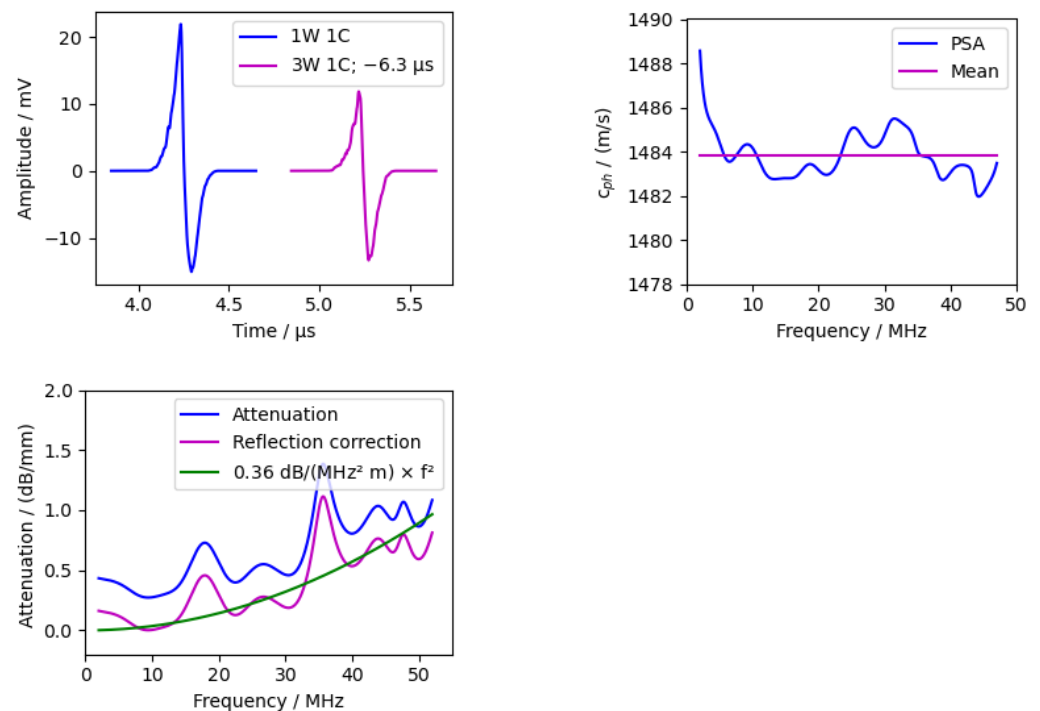 1W 1C
3W 1C; −6.3 µs
20
10
0
−10
Amplitude / mV
4.0 4.5 5.0 5.5
Time / µs
PSA
Mean
1490
1488
1486
1484
1482
1480
1478
c_ph / (m/s)
0 10 20 30 40 50
Frequency / MHz
Attenuation
Reflection correction
0.36 dB/(MHz² m) × f²
2.0
1.5
1.0
0.5
0.0
Attenuation / (dB/mm)
0 10 20 30 40 50
Frequency / MHz